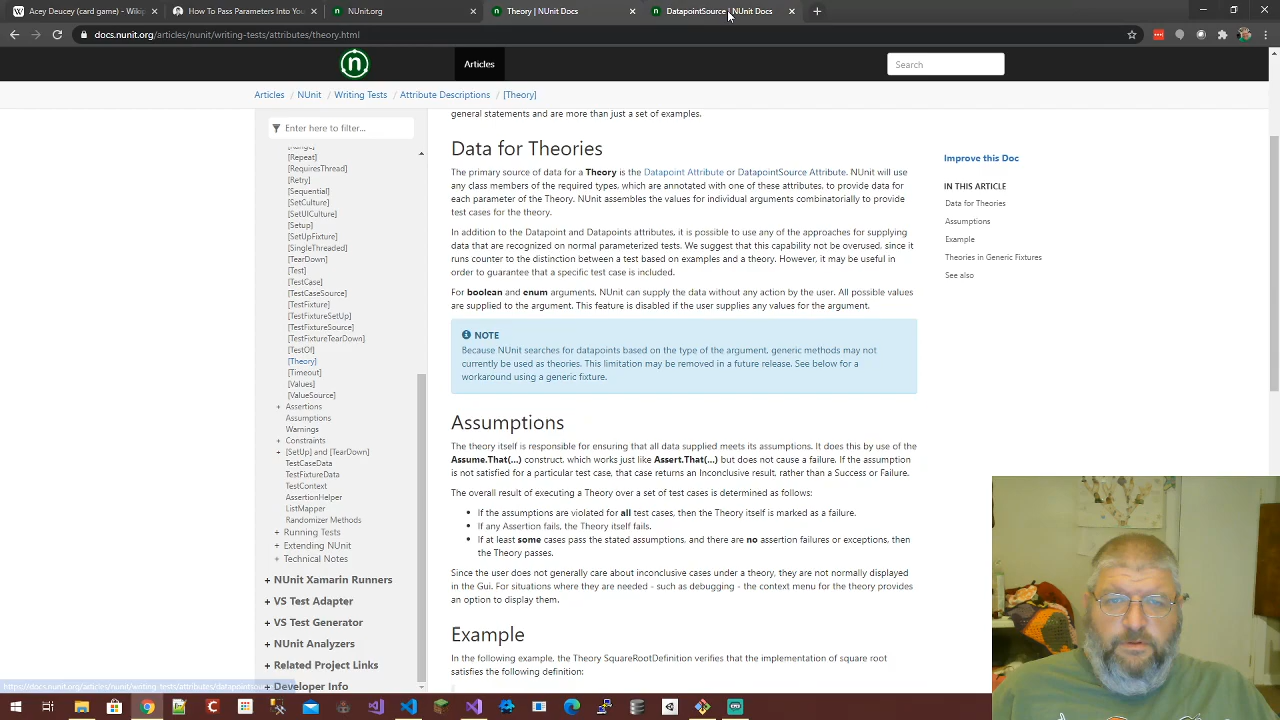 Acey Deucey (card game) - Wikip
How To Pass Parameters Into You
NUnit.org
Theory | NUnit Docs
DatapointSource | NUnit Docs
docs.nunit.org/articles/nunit/writing-tests/attributes/theory.html
Articles
Search
Articles / NUnit / Writing Tests / Attribute Descriptions / [Theory]
Enter here to filter...
[Range]
[Repeat]
[RequiresThread]
[Retry]
[Sequential]
[SetCulture]
[SetUICulture]
[Setup]
[SetUpFixture]
[SingleThreaded]
[TearDown]
[Test]
[TestCase]
[TestCaseSource]
[TestFixture]
[TestFixtureSetUp]
[TestFixtureSource]
[TestFixtureTearDown]
[TestOf]
[Theory]
[Timeout]
[Values]
[ValueSource]
+ Assertions
Assumptions
Warnings
+ Constraints
+ [SetUp] and [TearDown]
TestCaseData
TestFixtureData
TestContext
AssertionHelper
ListMapper
Randomizer Methods
+ Running Tests
+ Extending NUnit
+ Technical Notes
+ NUnit Xamarin Runners
+ VS Test Adapter
+ VS Test Generator
+ NUnit Analyzers
+ Related Project Links
+ Developer Info
general statements and are more than just a set of examples.
Data for Theories
The primary source of data for a Theory is the Datapoint Attribute or DatapointSource Attribute. NUnit will use
any class members of the required types, which are annotated with one of these attributes, to provide data for
each parameter of the Theory. NUnit assembles the values for individual arguments combinatorially to provide
test cases for the theory.
In addition to the Datapoint and Datapoints attributes, it is possible to use any of the approaches for supplying
data that are recognized on normal parameterized tests. We suggest that this capability not be overused, since it
runs counter to the distinction between a test based on examples and a theory. However, it may be useful in
order to guarantee that a specific test case is included.
For boolean and enum arguments, NUnit can supply the data without any action by the user. All possible values
are supplied to the argument. This feature is disabled if the user supplies any values for the argument.
NOTE
Because NUnit searches for datapoints based on the type of the argument, generic methods may not
currently be used as theories. This limitation may be removed in a future release. See below for a
workaround using a generic fixture.
Assumptions
The theory itself is responsible for ensuring that all data supplied meets its assumptions. It does this by use of the
Assume.That(...) construct, which works just like Assert.That(...) but does not cause a failure. If the assumption
is not satisfied for a particular test case, that case returns an Inconclusive result, rather than a Success or Failure.
The overall result of executing a Theory over a set of test cases is determined as follows:
• If the assumptions are violated for all test cases, then the Theory itself is marked as a failure.
• If any Assertion fails, the Theory itself fails.
• If at least some cases pass the stated assumptions, and there are no assertion failures or exceptions, then
the Theory passes.
Since the user does not generally care about inconclusive cases under a theory, they are not normally displayed
in the Gui. For situations where they are needed - such as debugging - the context menu for the theory provides
an option to display them.
Example
In the following example, the Theory SquareRootDefinition verifies that the implementation of square root
satisfies the following definition:
Improve this Doc
IN THIS ARTICLE
Data for Theories
Assumptions
Example
Theories in Generic Fixtures
See also